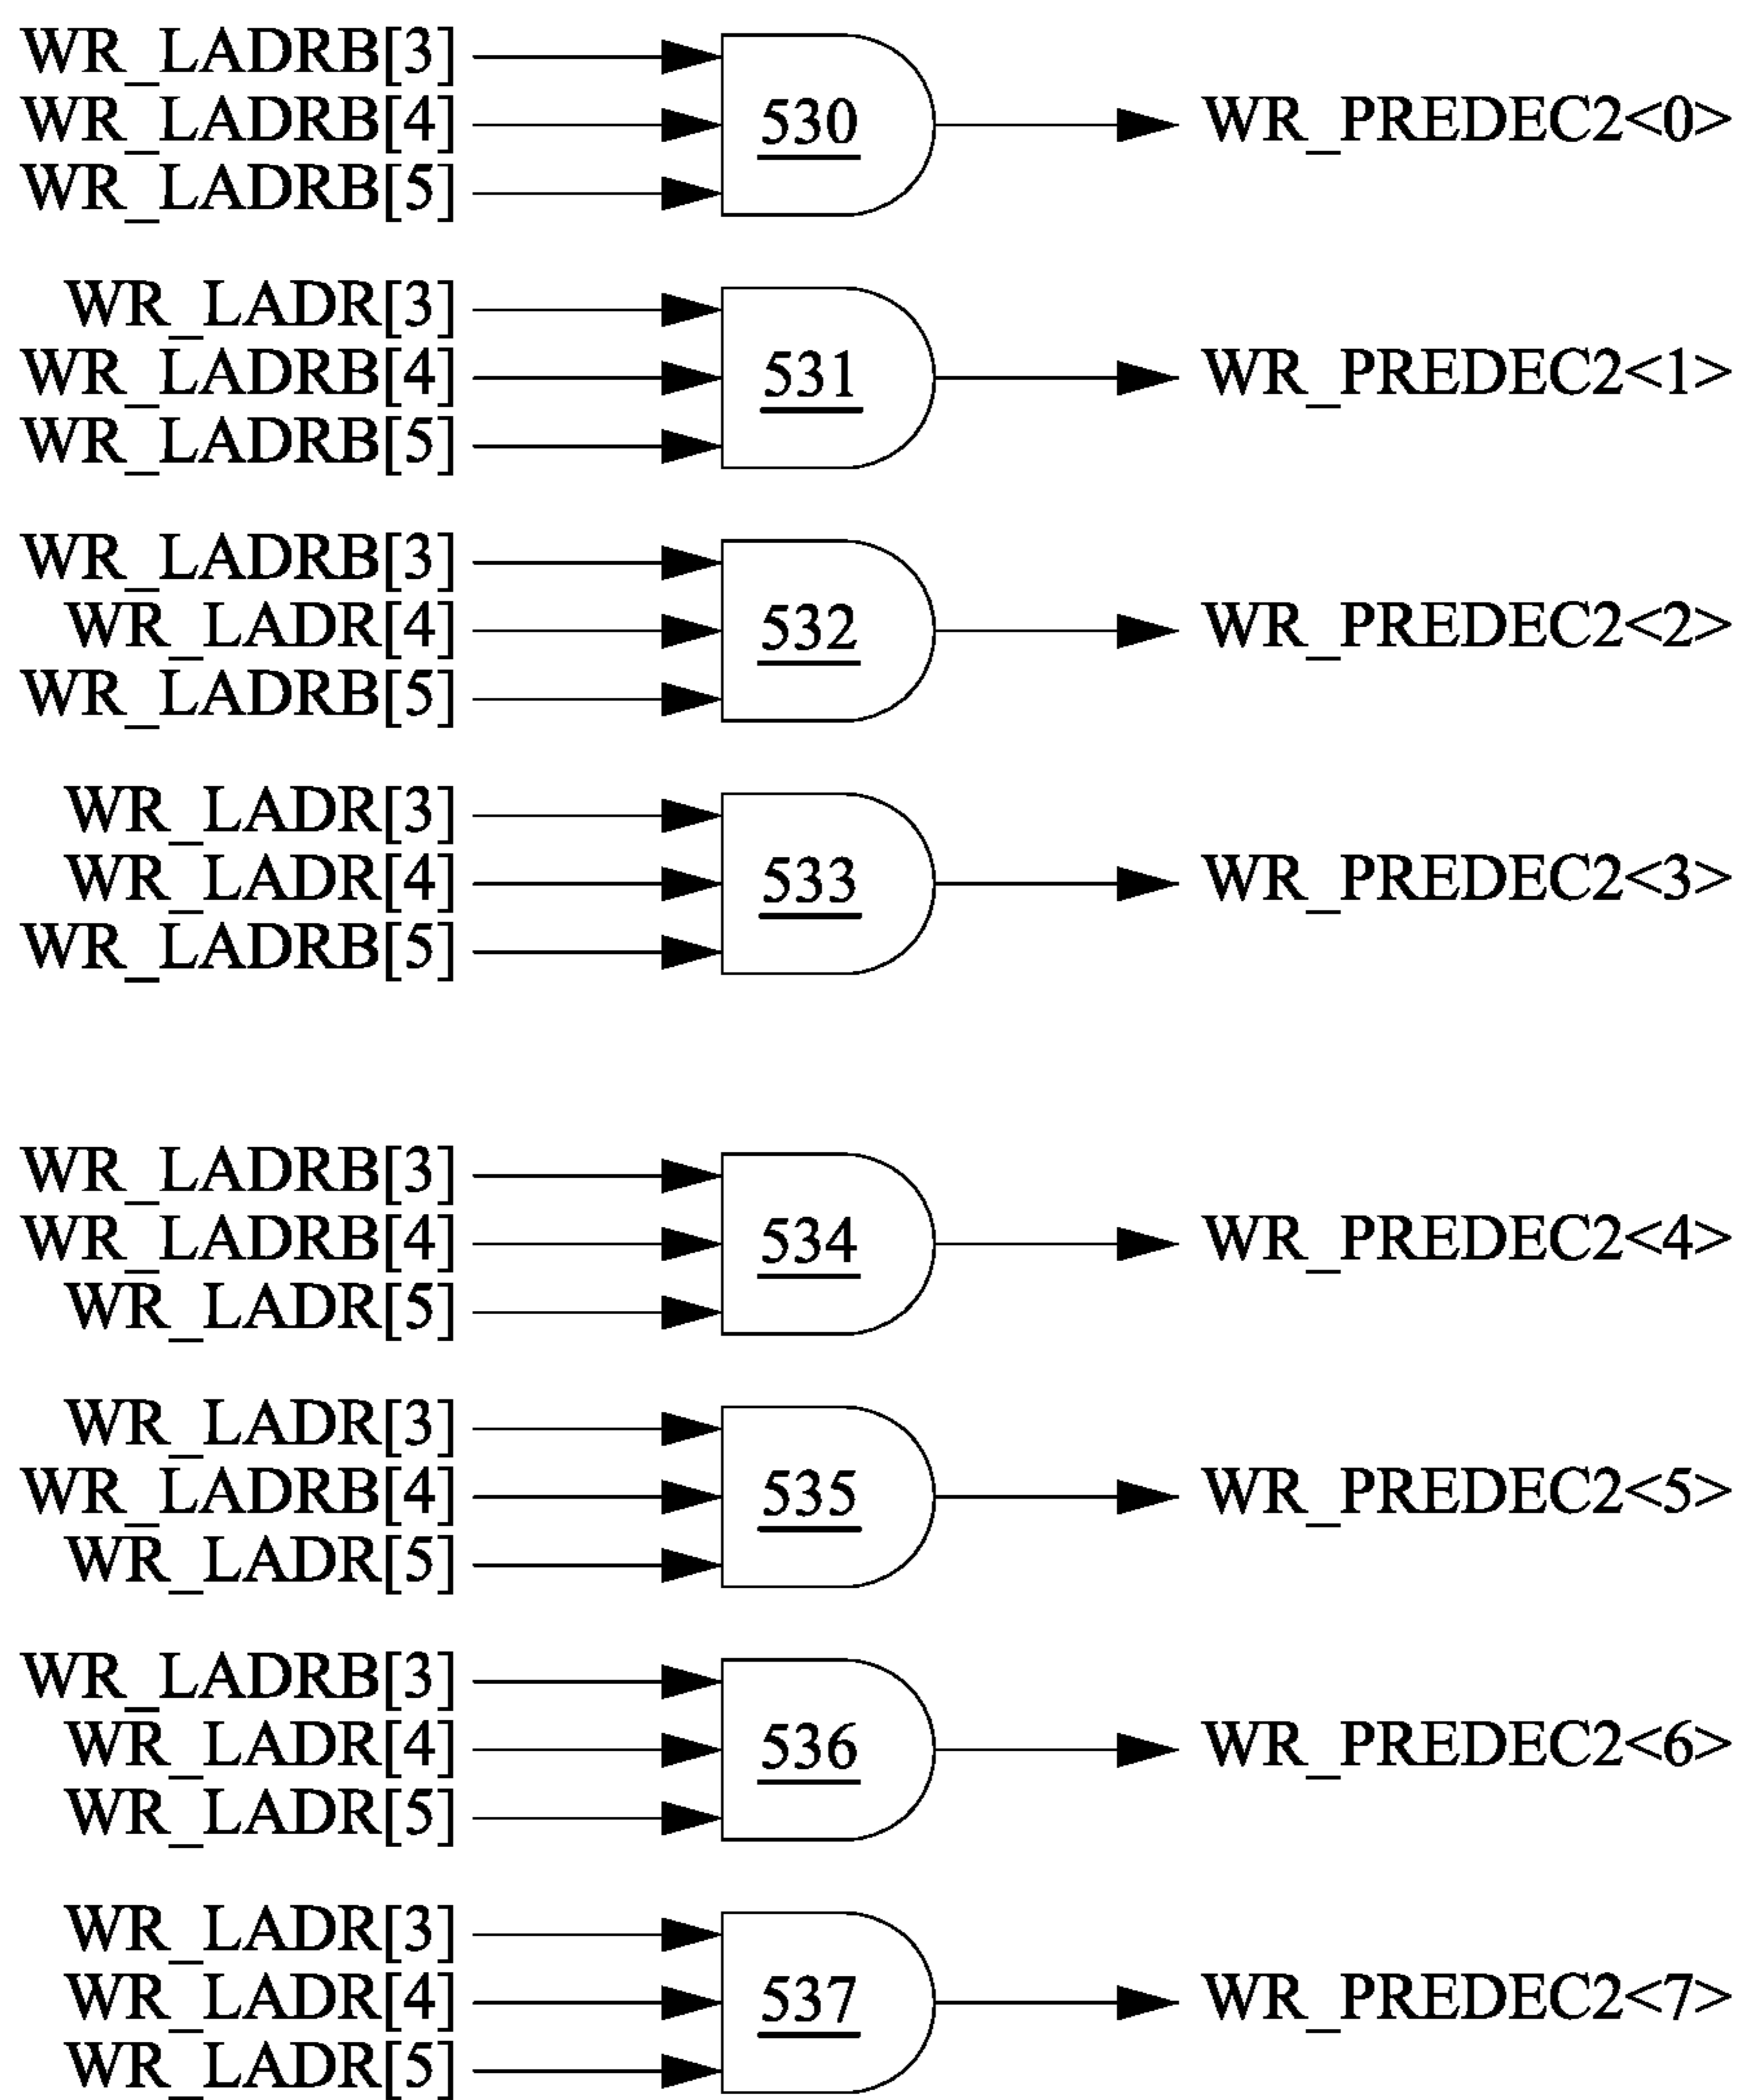 WR_LADRB[3]
WR_LADRB[4] 530 WR_PREDEC2<0>
WR_LADRB[5]
WR_LADR[3]
WR_LADRB[4] 531 WR_PREDEC2<1>
WR_LADRB[5]
WR_LADRB[3]
WR_LADR[4] 532 WR_PREDEC2<2>
WR_LADRB[5]
WR_LADR[3]
WR_LADR[4] 533 WR_PREDEC2<3>
WR_LADRB[5]
WR_LADRB[3]
WR_LADRB[4] 534 WR_PREDEC2<4>
WR_LADR[5]
WR_LADR[3]
WR_LADRB[4] 535 WR_PREDEC2<5>
WR_LADR[5]
WR_LADRB[3]
WR_LADR[4] 536 WR_PREDEC2<6>
WR_LADR[5]
WR_LADR[3]
WR_LADR[4] 537 WR_PREDEC2<7>
WR_LADR[5]